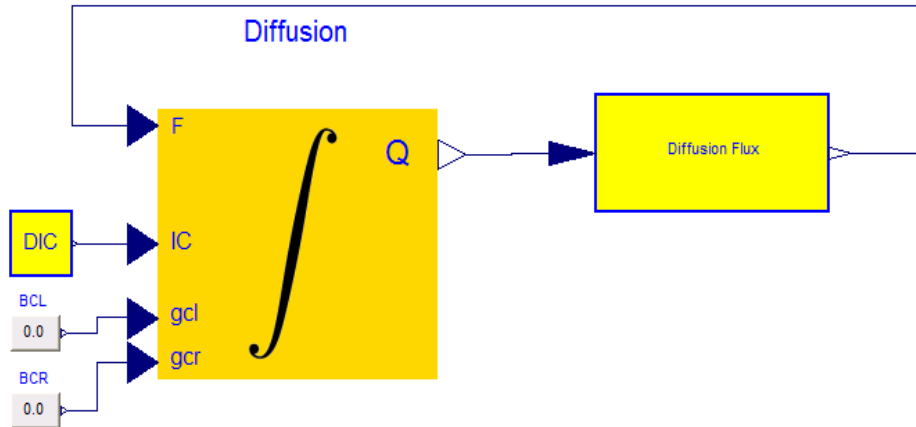 Diffusion
F
Q
Diffusion Flux
DIC
IC
BCL
0.0
gcl
gcr
BCR
0.0